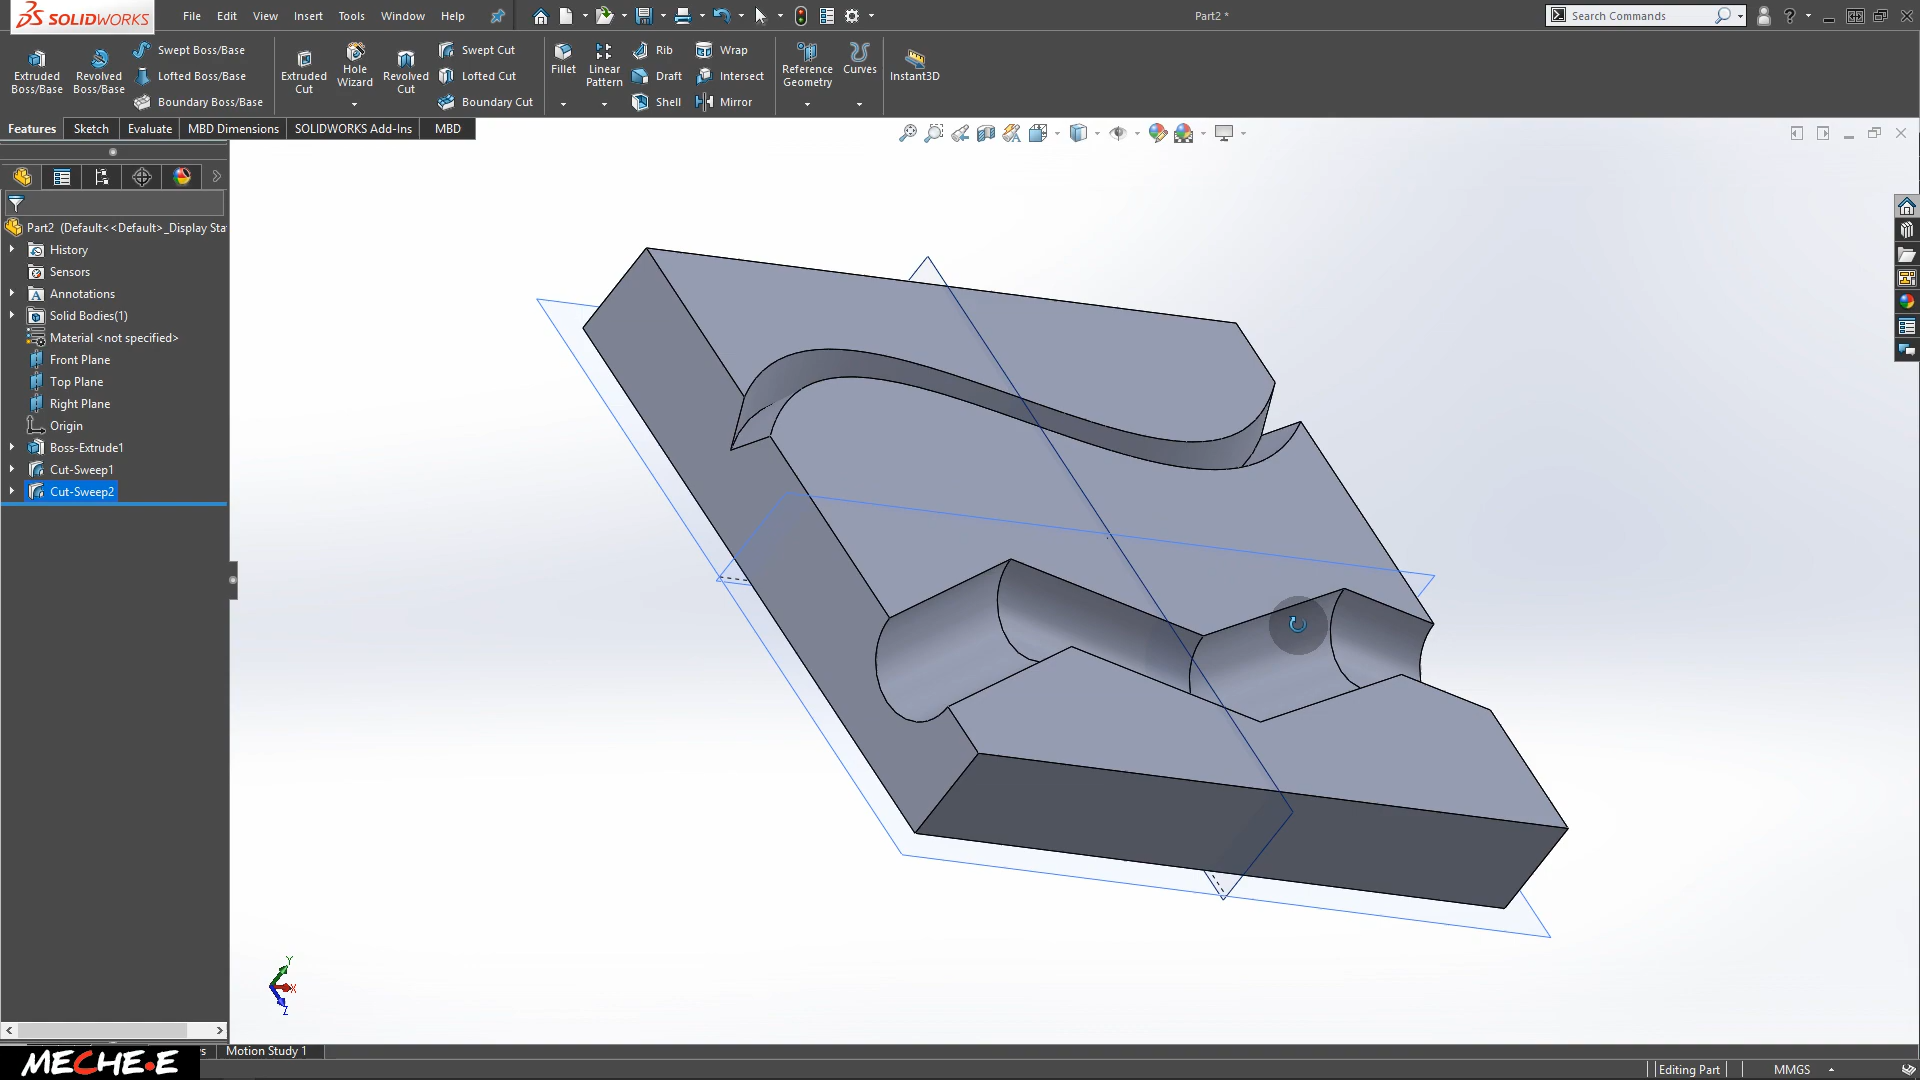 SOLIDWORKS
File Edit View Insert Tools Window Help
Part2 *
Search Commands
Extruded Boss/Base
Revolved Boss/Base
Swept Boss/Base
Lofted Boss/Base
Boundary Boss/Base
Extruded Cut
Hole Wizard
Revolved Cut
Swept Cut
Lofted Cut
Boundary Cut
Fillet
Linear Pattern
Rib
Draft
Shell
Wrap
Intersect
Mirror
Reference Geometry
Curves
Instant3D
Features Sketch Evaluate MBD Dimensions SOLIDWORKS Add-Ins MBD
Part2 (Default<<Default>_Display Sta
History
Sensors
Annotations
Solid Bodies(1)
Material <not specified>
Front Plane
Top Plane
Right Plane
Origin
Boss-Extrude1
Cut-Sweep1
Cut-Sweep2
Y
X
Z
Motion Study 1
MECHE•E
Editing Part
MMGS